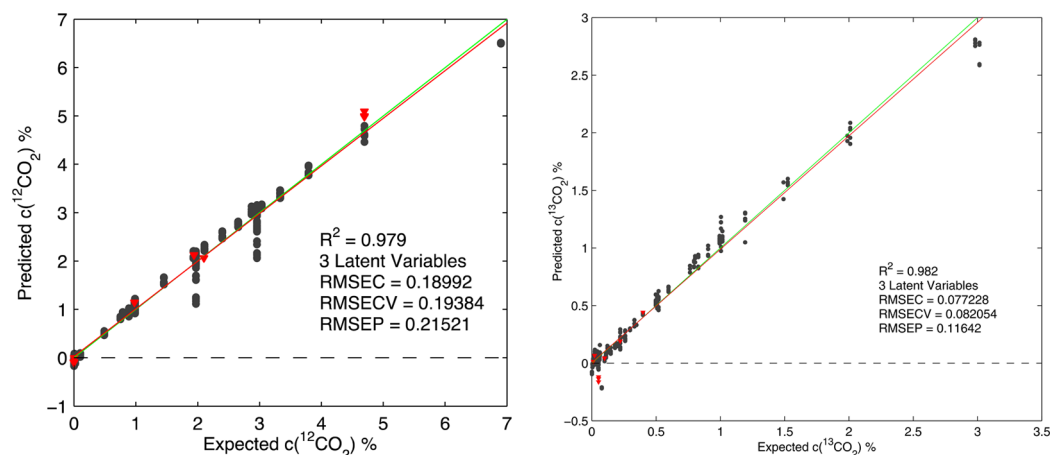 7
6
5
4
3
2
1
0
−1
Predicted c(¹²CO₂) %
R² = 0.979
3 Latent Variables
RMSEC = 0.18992
RMSECV = 0.19384
RMSEP = 0.21521
0 1 2 3 4 5 6 7
Expected c(¹²CO₂) %
3
2.5
2
1.5
1
0.5
0
−0.5
Predicted c(¹³CO₂) %
R² = 0.982
3 Latent Variables
RMSEC = 0.077228
RMSECV = 0.082054
RMSEP = 0.11642
0 0.5 1 1.5 2 2.5 3 3.5
Expected c(¹³CO₂) %